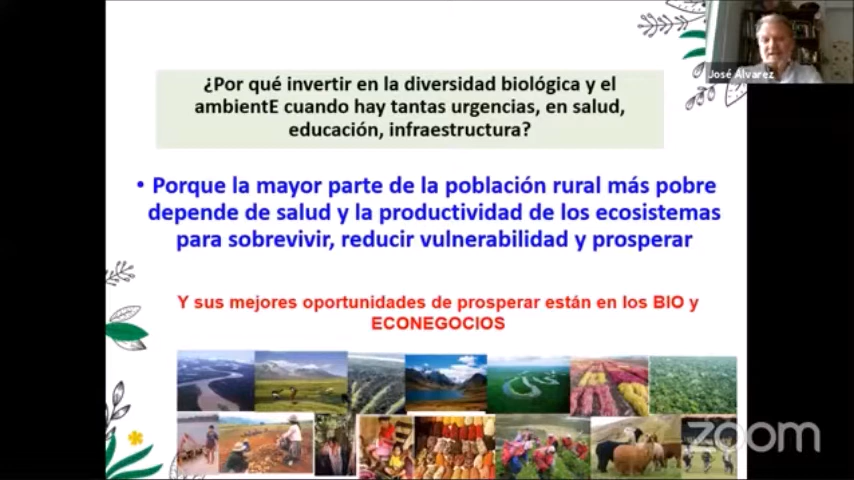 ¿Por qué invertir en la diversidad biológica y el
ambientE cuando hay tantas urgencias, en salud,
educación, infraestructura?
José Alvarez
• Porque la mayor parte de la población rural más pobre
depende de salud y la productividad de los ecosistemas
para sobrevivir, reducir vulnerabilidad y prosperar
Y sus mejores oportunidades de prosperar están en los BIO y
ECONEGOCIOS
zoom